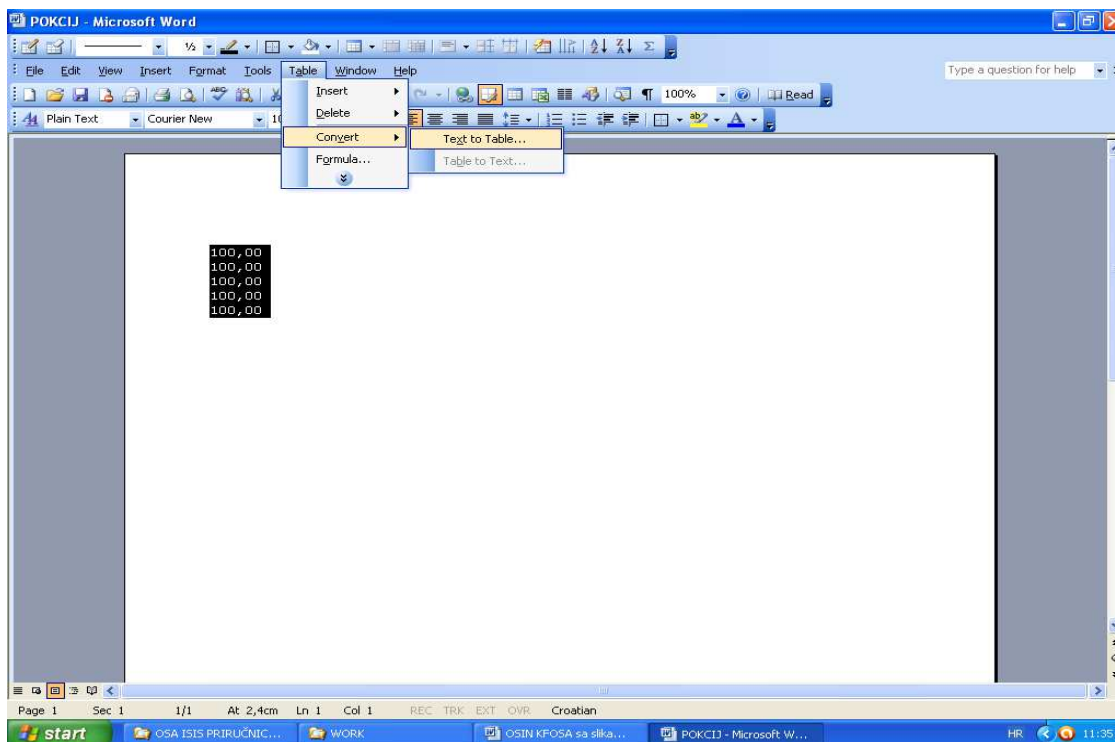 POKCIJ - Microsoft Word
½
File Edit View Insert Format Tools Table Window Help Type a question for help
100% Read
Plain Text Courier New 10
Insert
Delete
Convert
Formula...
Text to Table...
Table to Text...
100,00
100,00
100,00
100,00
100,00
Page 1 Sec 1 1/1 At 2,4cm Ln 1 Col 1 REC TRK EXT OVR Croatian
start OSA ISIS PRIRUČNIC... WORK OSIN KFOSA sa slika... POKCIJ - Microsoft W... HR 11:35